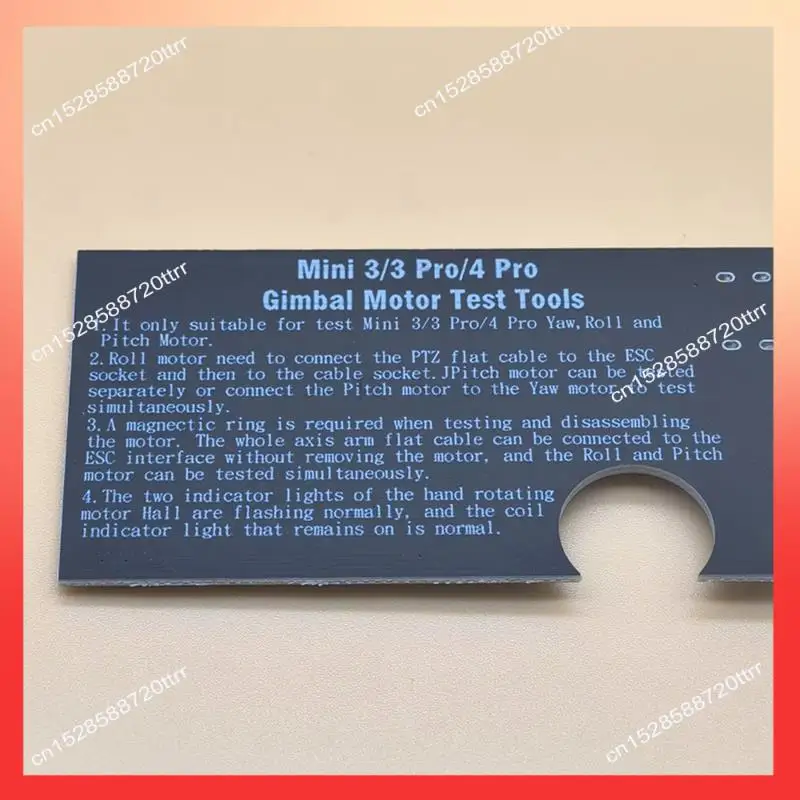 cn1528588720ttrr
cn1528588720ttrr
Mini 3/3 Pro/4 Pro
Gimbal Motor Test Tools
1.It only suitable for test Mini 3/3 Pro/4 Pro Yaw,Roll and
Pitch Motor.
2.Roll motor need to connect the PTZ flat cable to the ESC
socket and then to the cable socket.JPitch motor can be tested
separately or connect the Pitch motor to the Yaw motor to test
simultaneously.
3.A magnectic ring is required when testing and disassembling
the motor. The whole axis arm flat cable can be connected to the
ESC interface without removing the motor, and the Roll and Pitch
motor can be tested simultaneously.
4.The two indicator lights of the hand rotating
motor Hall are flashing normally, and the coil
indicator light that remains on is normal.
cn1528588720ttrr
cn1528588720ttrr
cn1528588720ttrr
cn1528588720ttrr